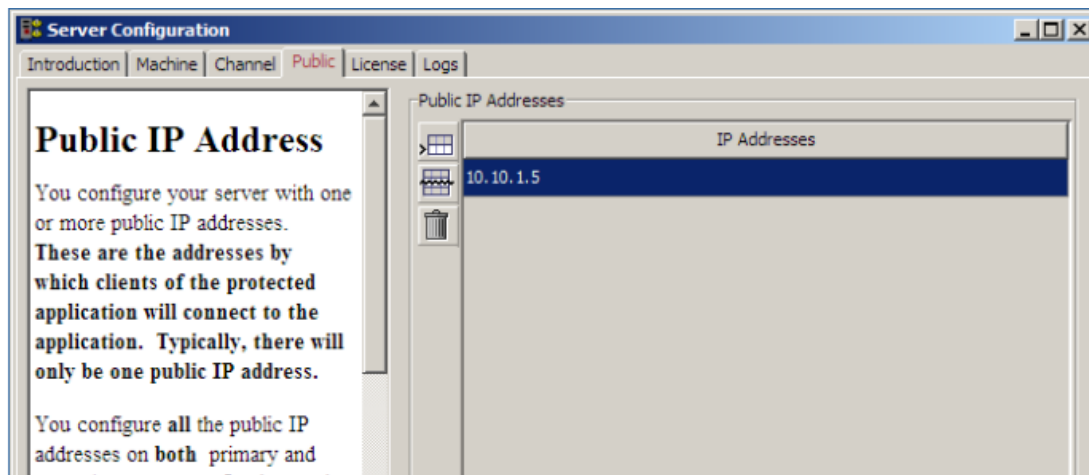 Server Configuration
Introduction Machine Channel Public License Logs
Public IP Address
You configure your server with one
or more public IP addresses.
These are the addresses by
which clients of the protected
application will connect to the
application. Typically, there will
only be one public IP address.
You configure all the public IP
addresses on both primary and
Public IP Addresses
IP Addresses
10.10.1.5